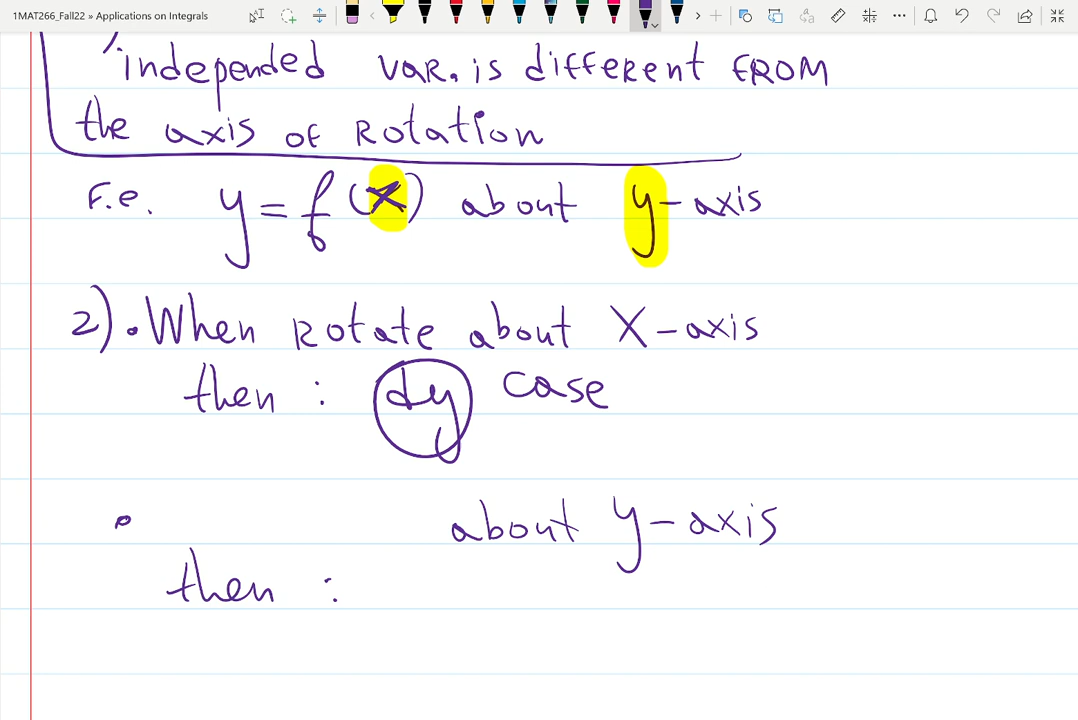 1MAT266_Fall22 » Applications on Integrals
independed var. is different from
the axis of Rotation
F.e. y = f(x) about y-axis
2). • When Rotate about X-axis
then : dy case
• about y-axis
then :